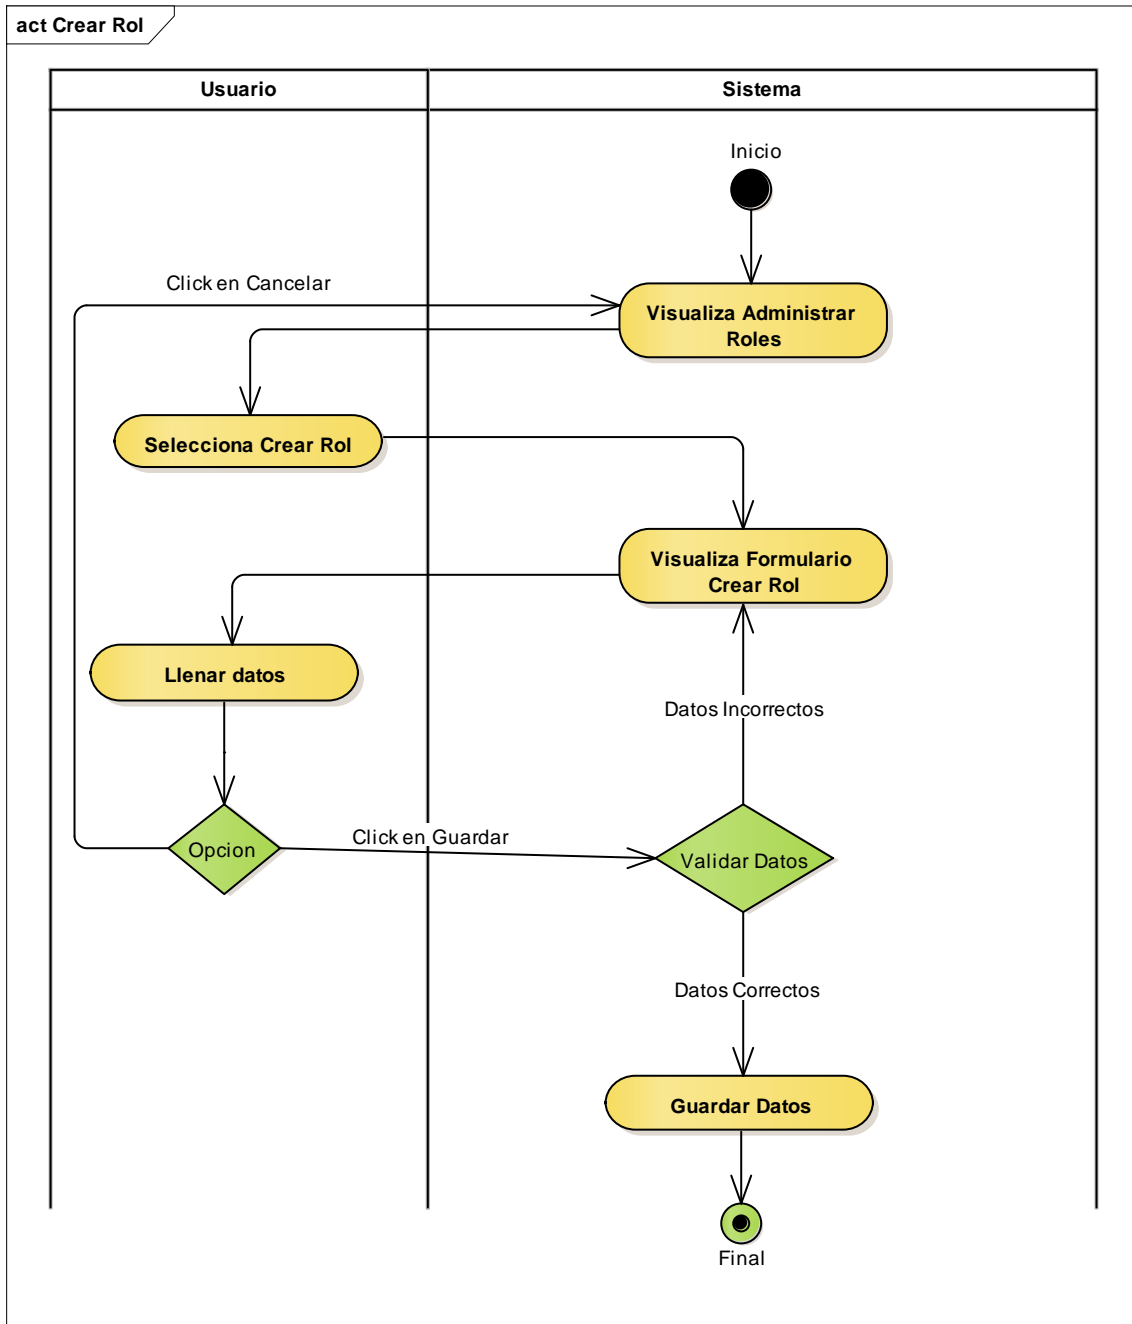 act Crear Rol
Usuario
Sistema
Inicio
Click en Cancelar
Visualiza Administrar
Roles
Selecciona Crear Rol
Visualiza Formulario
Crear Rol
Llenar datos
Datos Incorrectos
Opcion
Click en Guardar
Validar Datos
Datos Correctos
Guardar Datos
Final